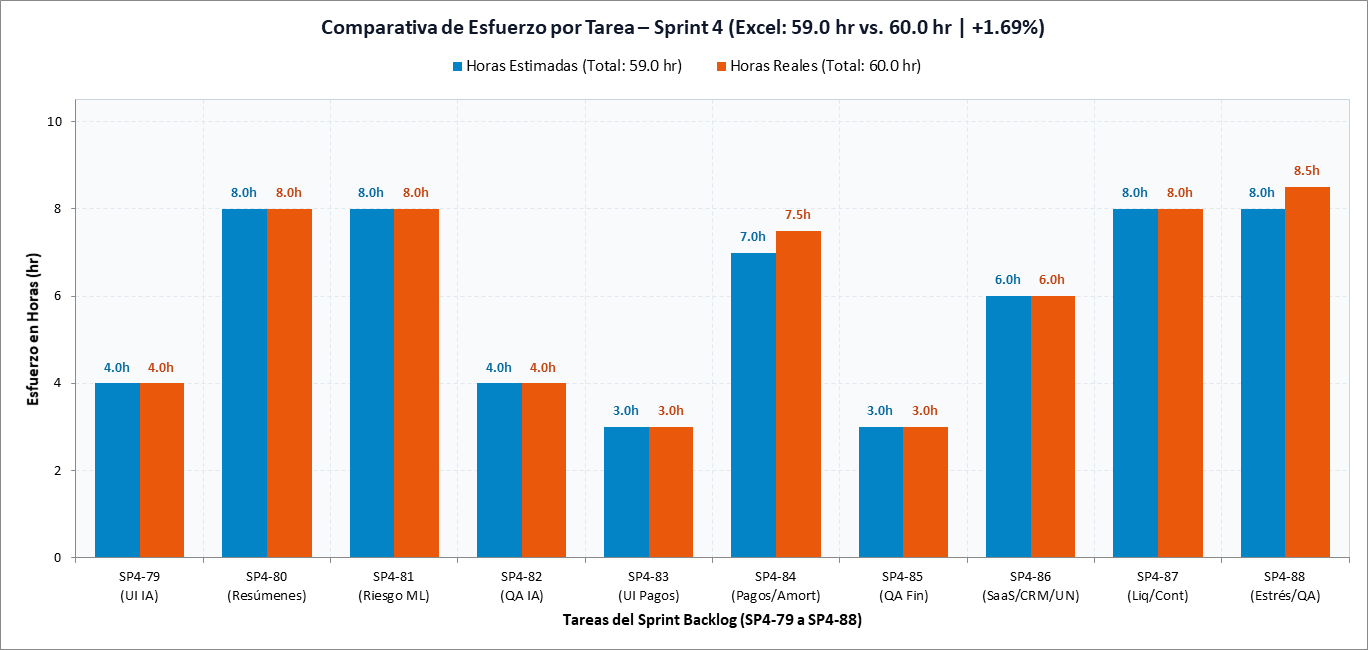 Comparativa de Esfuerzo por Tarea – Sprint 4 (Excel: 59.0 hr vs. 60.0 hr | +1.69%)
Horas Estimadas (Total: 59.0 hr)
Horas Reales (Total: 60.0 hr)
Esfuerzo en Horas (hr)
10
8
6
4
2
0
4.0h 4.0h
8.0h 8.0h
8.0h 8.0h
4.0h 4.0h
3.0h 3.0h
7.0h 7.5h
3.0h 3.0h
6.0h 6.0h
8.0h 8.0h
8.0h 8.5h
SP4-79
(UI IA)
SP4-80
(Resúmenes)
SP4-81
(Riesgo ML)
SP4-82
(QA IA)
SP4-83
(UI Pagos)
SP4-84
(Pagos/Amort)
SP4-85
(QA Fin)
SP4-86
(SaaS/CRM/UN)
SP4-87
(Liq/Cont)
SP4-88
(Estrés/QA)
Tareas del Sprint Backlog (SP4-79 a SP4-88)